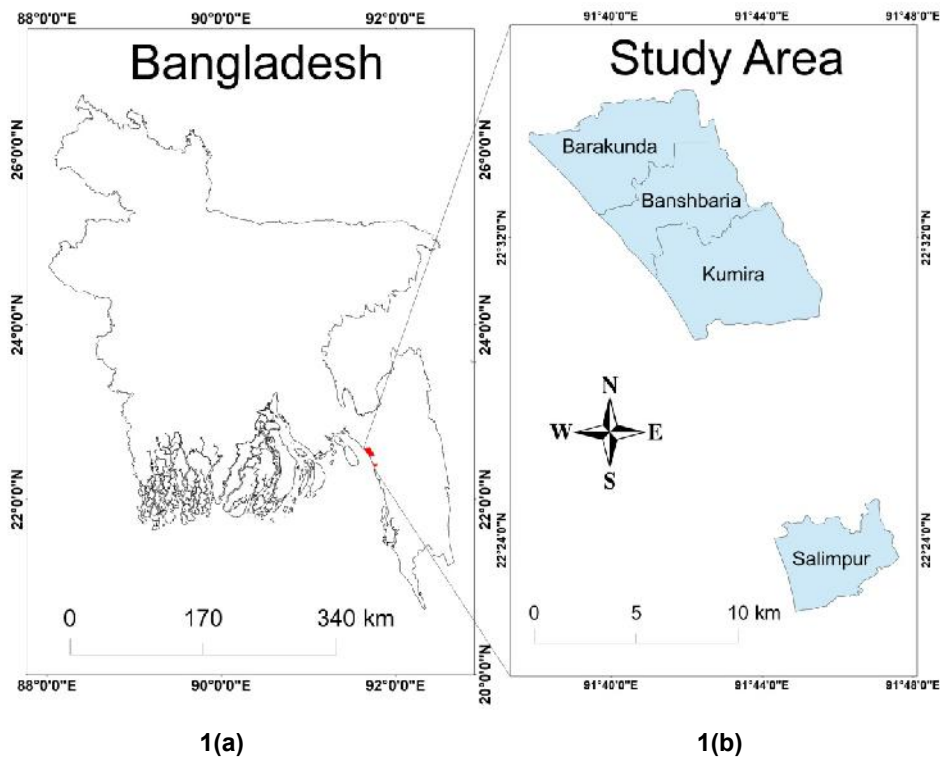 88°0'0"E 90°0'0"E 92°0'0"E
Bangladesh
26°0'0"N
24°0'0"N
22°0'0"N
26°0'0"N
24°0'0"N
22°0'0"N
20°0'0"N
0 170 340 km
88°0'0"E 90°0'0"E 92°0'0"E
1(a)
91°40'0"E 91°44'0"E 91°48'0"E
Study Area
Barakunda
Banshbaria
Kumira
22°32'0"N
22°32'0"N
N
W E
S
22°24'0"N
22°24'0"N
Salimpur
0 5 10 km
91°40'0"E 91°44'0"E 91°48'0"E
1(b)